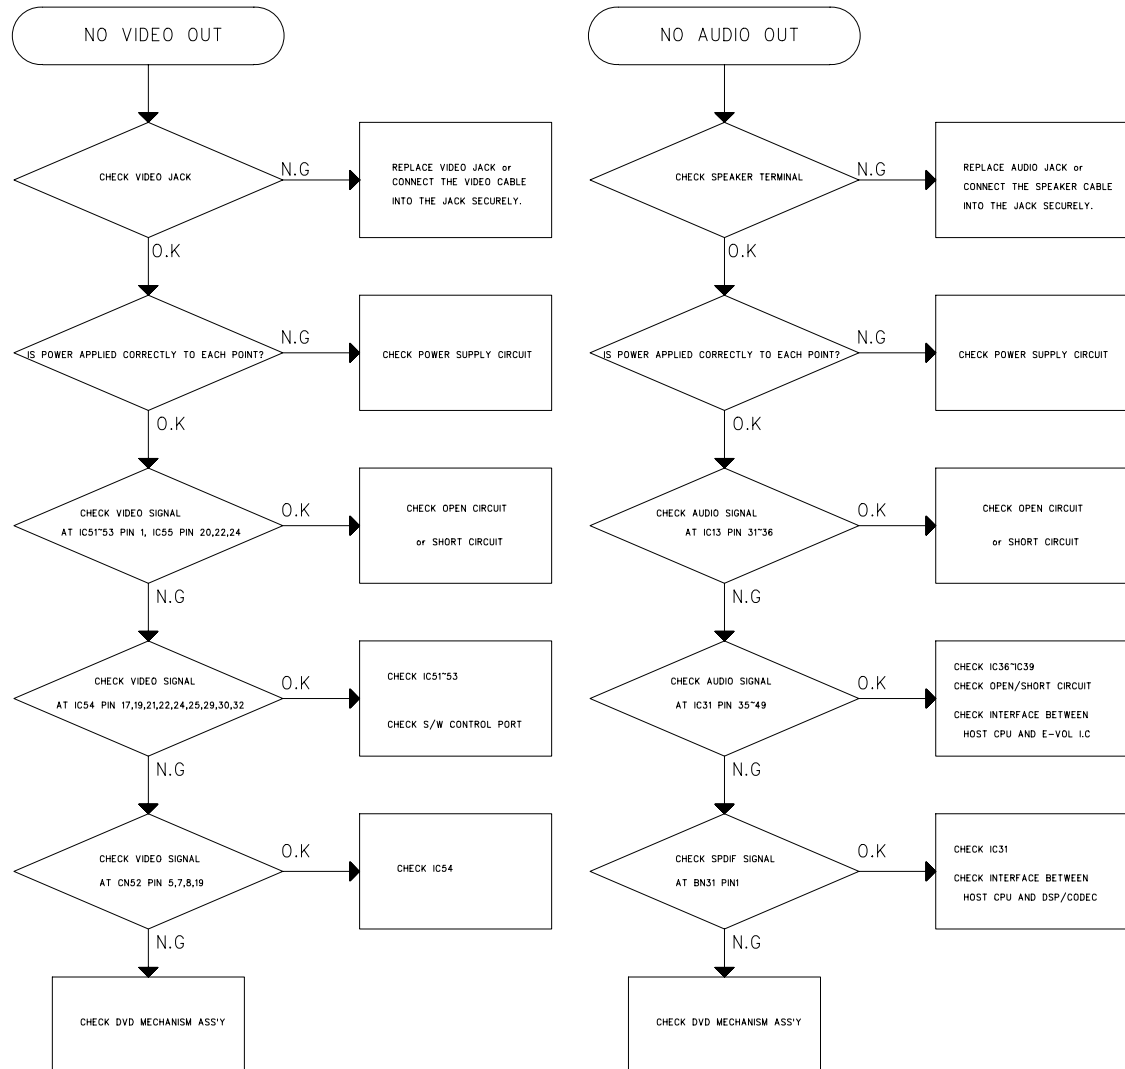 NO VIDEO OUT
CHECK VIDEO JACK
N.G
REPLACE VIDEO JACK or
CONNECT THE VIDEO CABLE
INTO THE JACK SECURELY.
O.K
IS POWER APPLIED CORRECTLY TO EACH POINT?
N.G
CHECK POWER SUPPLY CIRCUIT
O.K
CHECK VIDEO SIGNAL
AT IC51~53 PIN 1, IC55 PIN 20,22,24
O.K
CHECK OPEN CIRCUIT
or SHORT CIRCUIT
N.G
CHECK VIDEO SIGNAL
AT IC54 PIN 17,19,21,22,24,25,29,30,32
O.K
CHECK IC51~53
CHECK S/W CONTROL PORT
N.G
CHECK VIDEO SIGNAL
AT CN52 PIN 5,7,8,19
O.K
CHECK IC54
N.G
CHECK DVD MECHANISM ASS'Y
NO AUDIO OUT
CHECK SPEAKER TERMINAL
N.G
REPLACE AUDIO JACK or
CONNECT THE SPEAKER CABLE
INTO THE JACK SECURELY.
O.K
IS POWER APPLIED CORRECTLY TO EACH POINT?
N.G
CHECK POWER SUPPLY CIRCUIT
O.K
CHECK AUDIO SIGNAL
AT IC13 PIN 31~36
O.K
CHECK OPEN CIRCUIT
or SHORT CIRCUIT
N.G
CHECK AUDIO SIGNAL
AT IC31 PIN 35~49
O.K
CHECK IC36~IC39
CHECK OPEN/SHORT CIRCUIT
CHECK INTERFACE BETWEEN
HOST CPU AND E-VOL I.C
N.G
CHECK SPDIF SIGNAL
AT BN31 PIN1
O.K
CHECK IC31
CHECK INTERFACE BETWEEN
HOST CPU AND DSP/CODEC
N.G
CHECK DVD MECHANISM ASS'Y